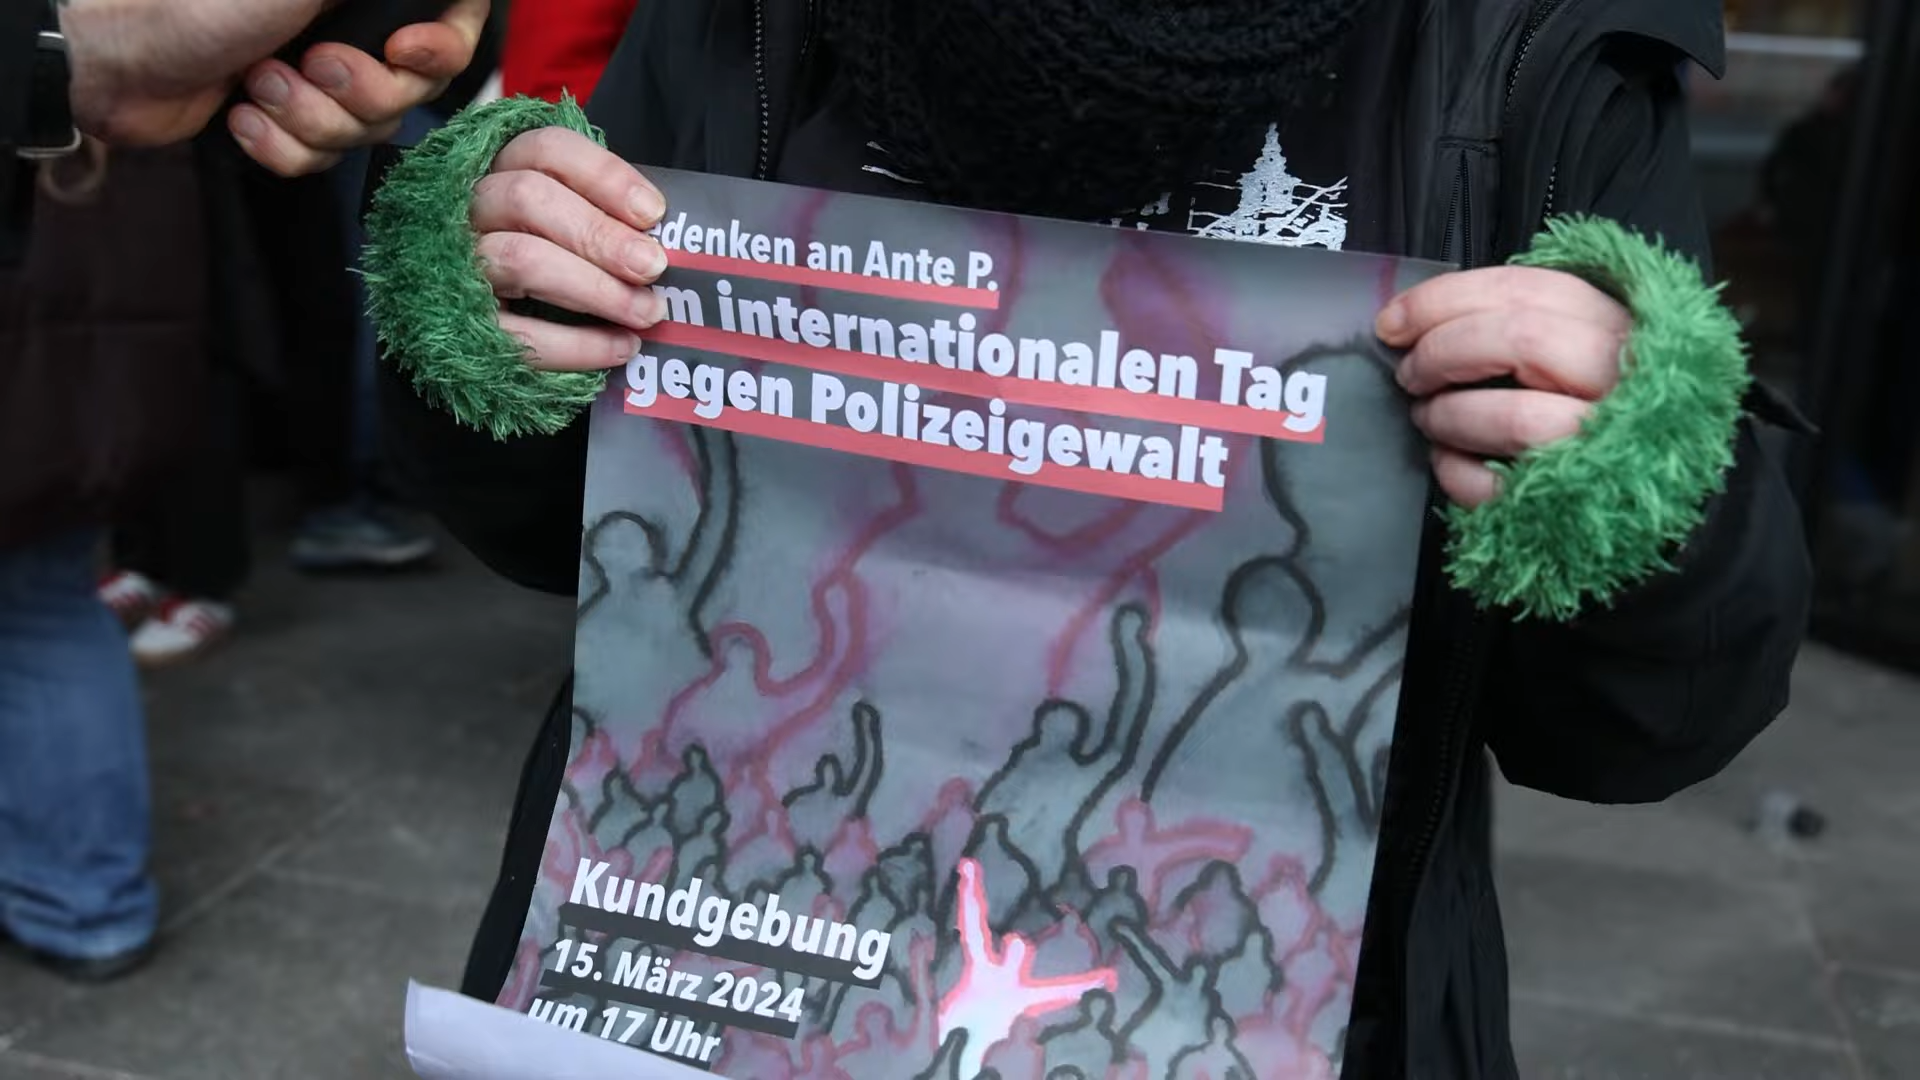 edenken an Ante P.
m internationalen Tag
gegen Polizeigewalt
Kundgebung
15. März 2024
um 17 Uhr